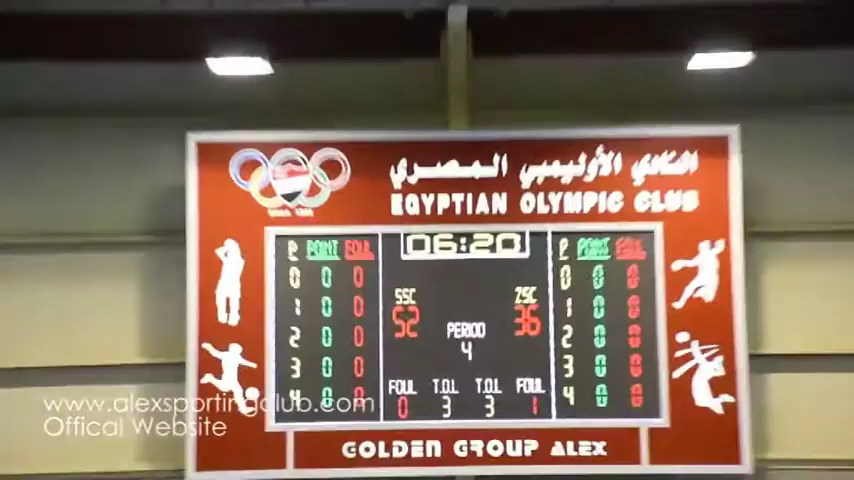 النادي الأوليمبي المصري
EGYPTIAN OLYMPIC CLUB
P POINT FOUL 06:20 P POINT FOUL
0 0 0 0 0 0
1 0 0 1 0 0
2 0 0 2 0 0
3 0 0 3 0 0
4 0 0 4 0 0
SSC ZSC
52 36
PERIOD
4
FOUL T.O.L T.O.L FOUL
0 3 3 1
GOLDEN GROUP ALEX
www.alexsportingclub.com
Offical Website